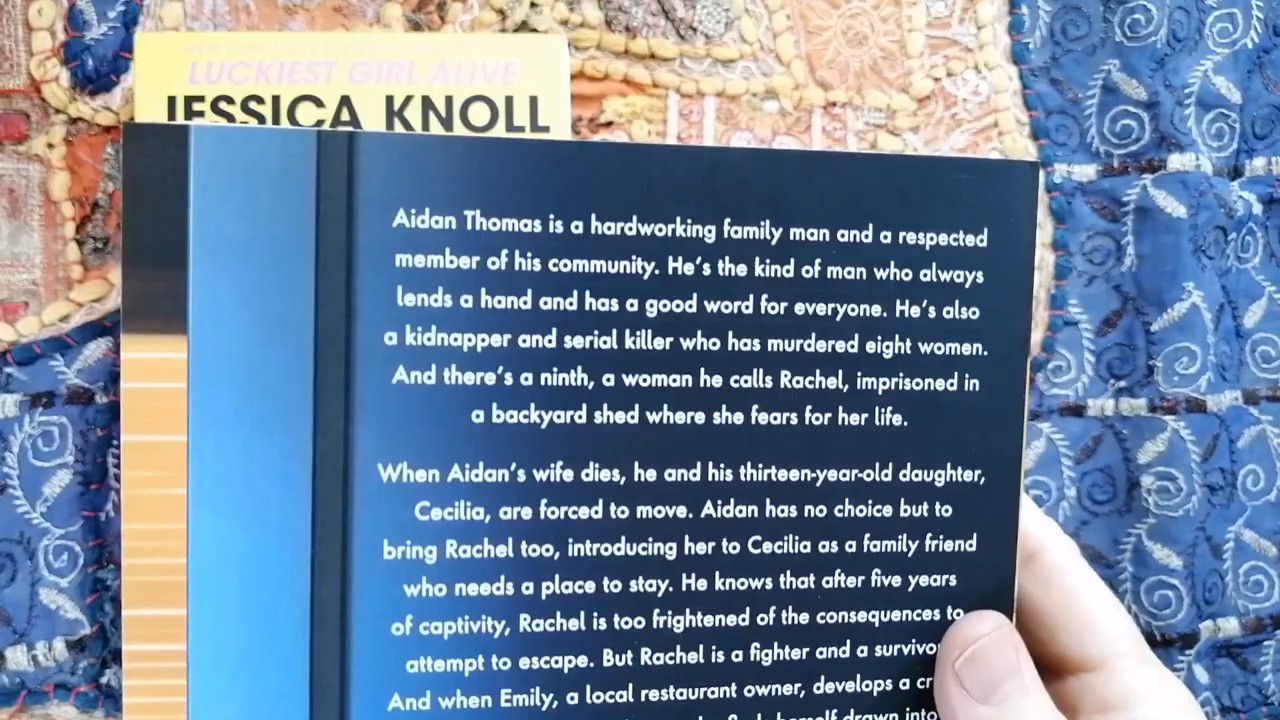 LUCKIEST GIRL ALIVE
JESSICA KNOLL
Aidan Thomas is a hardworking family man and a respected
member of his community. He's the kind of man who always
lends a hand and has a good word for everyone. He's also
a kidnapper and serial killer who has murdered eight women.
And there's a ninth, a woman he calls Rachel, imprisoned in
a backyard shed where she fears for her life.
When Aidan's wife dies, he and his thirteen-year-old daughter,
Cecilia, are forced to move. Aidan has no choice but to
bring Rachel too, introducing her to Cecilia as a family friend
who needs a place to stay. He knows that after five years
of captivity, Rachel is too frightened of the consequences to
attempt to escape. But Rachel is a fighter and a
And when Emily, a local restaurant owner, develops a
drawn into